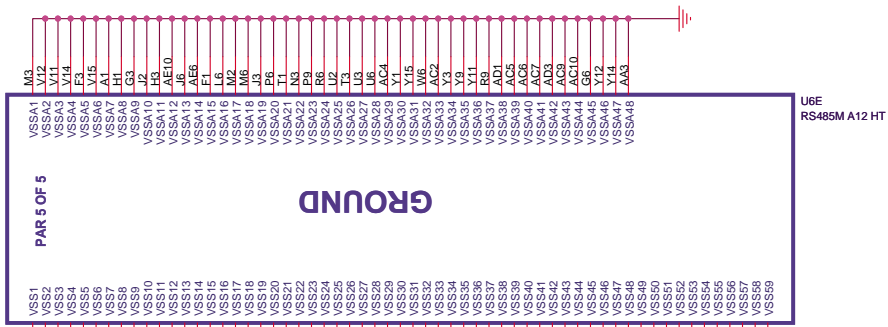 M3 V12 V11 V14 F3 V15 A1 H1 G3 J2 H3 AE10 J6 AE6 F1 L6 M2 M6 J3 P6 T1 N3 P9 R6 U2 T3 U3 U6 AC4 Y1 Y15 W6 AC2 Y3 Y9 Y11 R9 AD1 AC5 AC6 AC7 AD3 AC9 AC10 G6 Y12 Y14 AA3
VSSA1 VSSA2 VSSA3 VSSA4 VSSA5 VSSA6 VSSA7 VSSA8 VSSA9 VSSA10 VSSA11 VSSA12 VSSA13 VSSA14 VSSA15 VSSA16 VSSA17 VSSA18 VSSA19 VSSA20 VSSA21 VSSA22 VSSA23 VSSA24 VSSA25 VSSA26 VSSA27 VSSA28 VSSA29 VSSA30 VSSA31 VSSA32 VSSA33 VSSA34 VSSA35 VSSA36 VSSA37 VSSA38 VSSA39 VSSA40 VSSA41 VSSA42 VSSA43 VSSA44 VSSA45 VSSA46 VSSA47 VSSA48
U6E
RS485M A12 HT
PAR 5 OF 5
GROUND
VSS1 VSS2 VSS3 VSS4 VSS5 VSS6 VSS7 VSS8 VSS9 VSS10 VSS11 VSS12 VSS13 VSS14 VSS15 VSS16 VSS17 VSS18 VSS19 VSS20 VSS21 VSS22 VSS23 VSS24 VSS25 VSS26 VSS27 VSS28 VSS29 VSS30 VSS31 VSS32 VSS33 VSS34 VSS35 VSS36 VSS37 VSS38 VSS39 VSS40 VSS41 VSS42 VSS43 VSS44 VSS45 VSS46 VSS47 VSS48 VSS49 VSS50 VSS51 VSS52 VSS53 VSS54 VSS55 VSS56 VSS57 VSS58 VSS59